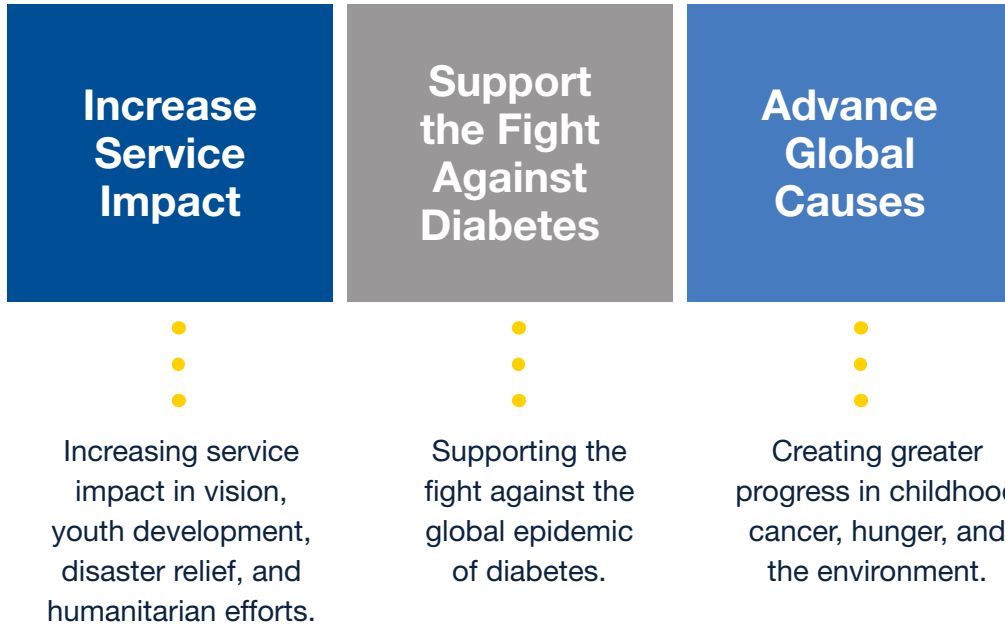 Increase
Service
Impact
Support
the Fight
Against
Diabetes
Advance
Global
Causes
Increasing service
impact in vision,
youth development,
disaster relief, and
humanitarian efforts.
Supporting the
fight against the
global epidemic
of diabetes.
Creating greater
progress in childhood
cancer, hunger, and
the environment.